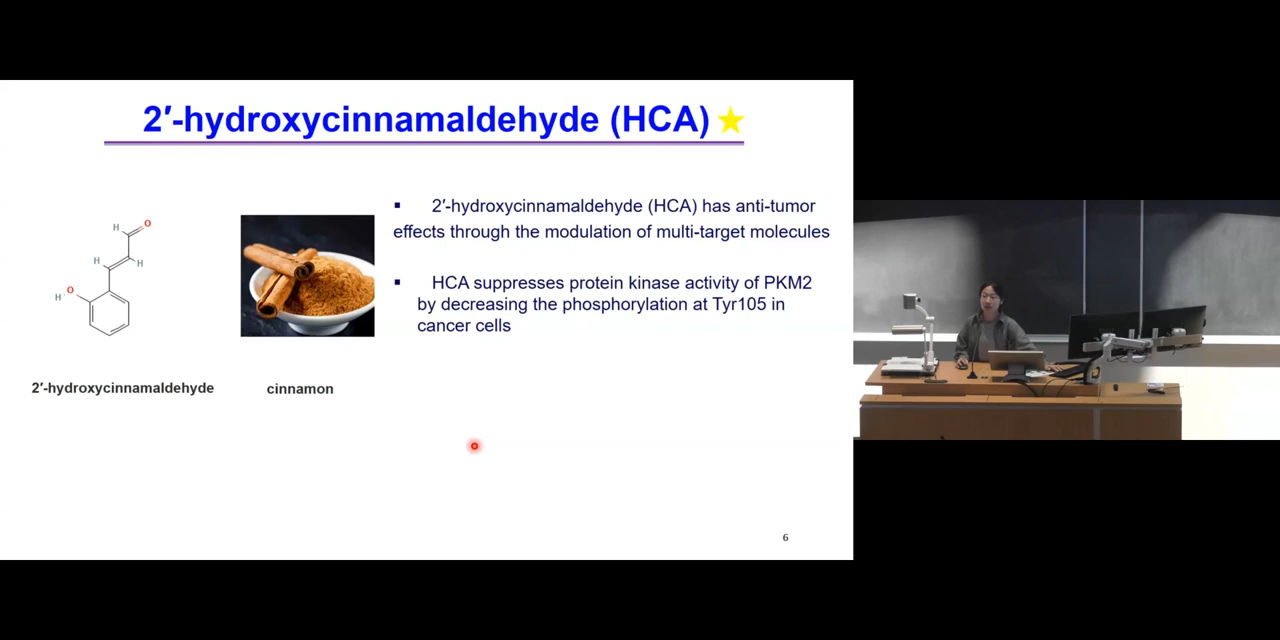 2′-hydroxycinnamaldehyde (HCA)
▪ 2′-hydroxycinnamaldehyde (HCA) has anti-tumor
effects through the modulation of multi-target molecules
▪ HCA suppresses protein kinase activity of PKM2
by decreasing the phosphorylation at Tyr105 in
cancer cells
H
O
H
H
O
H
2′-hydroxycinnamaldehyde
cinnamon
6